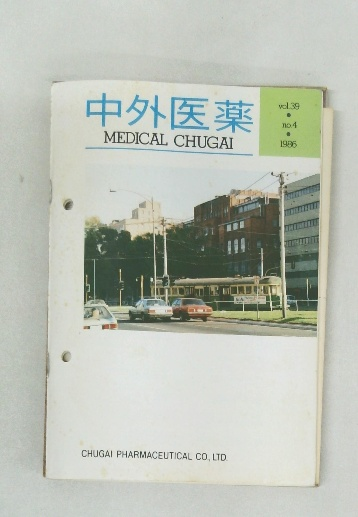 中外医薬
MEDICAL CHUGAI
vol.39
no.4
1986
CHUGAI PHARMACEUTICAL CO., LTD.